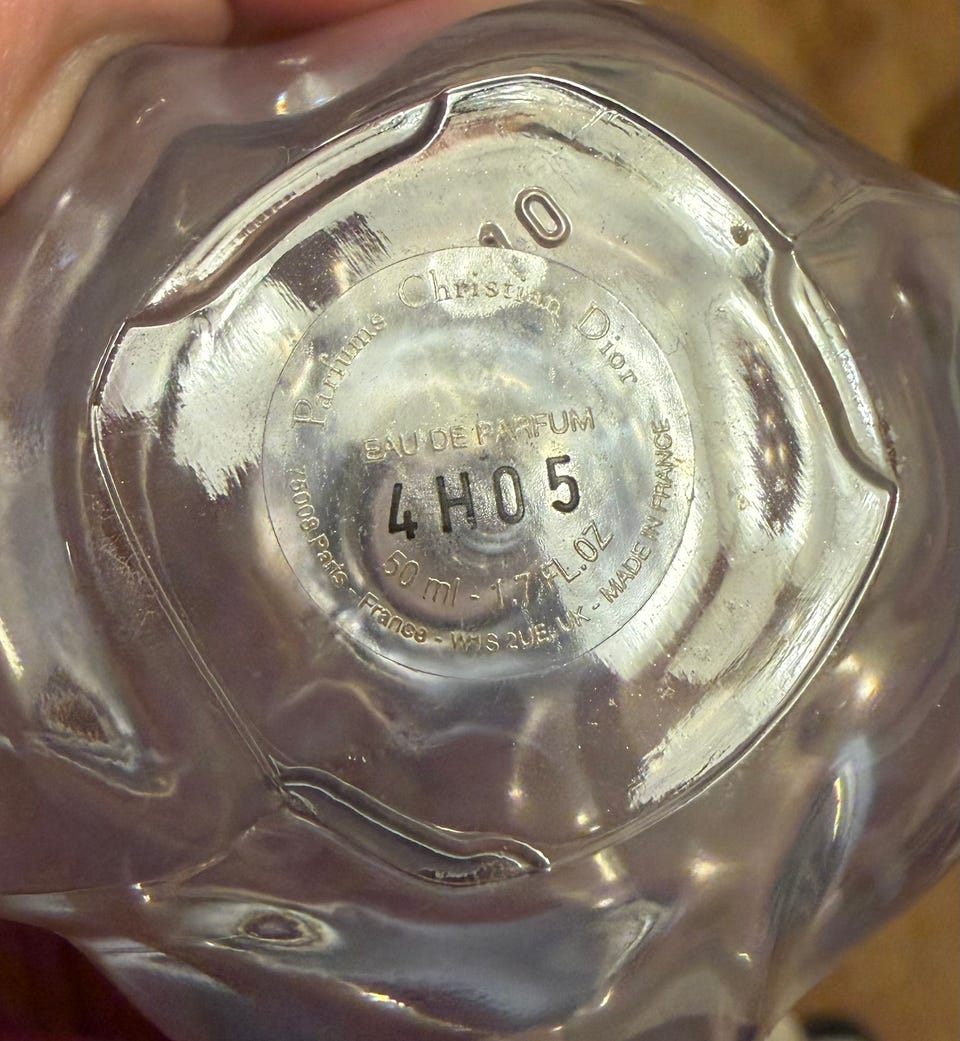 10
Parfums Christian Dior
EAU DE PARFUM
4H05
50 ml - 1.7 FL.OZ
75008 Paris - France - W1S 2UE, UK - MADE IN FRANCE